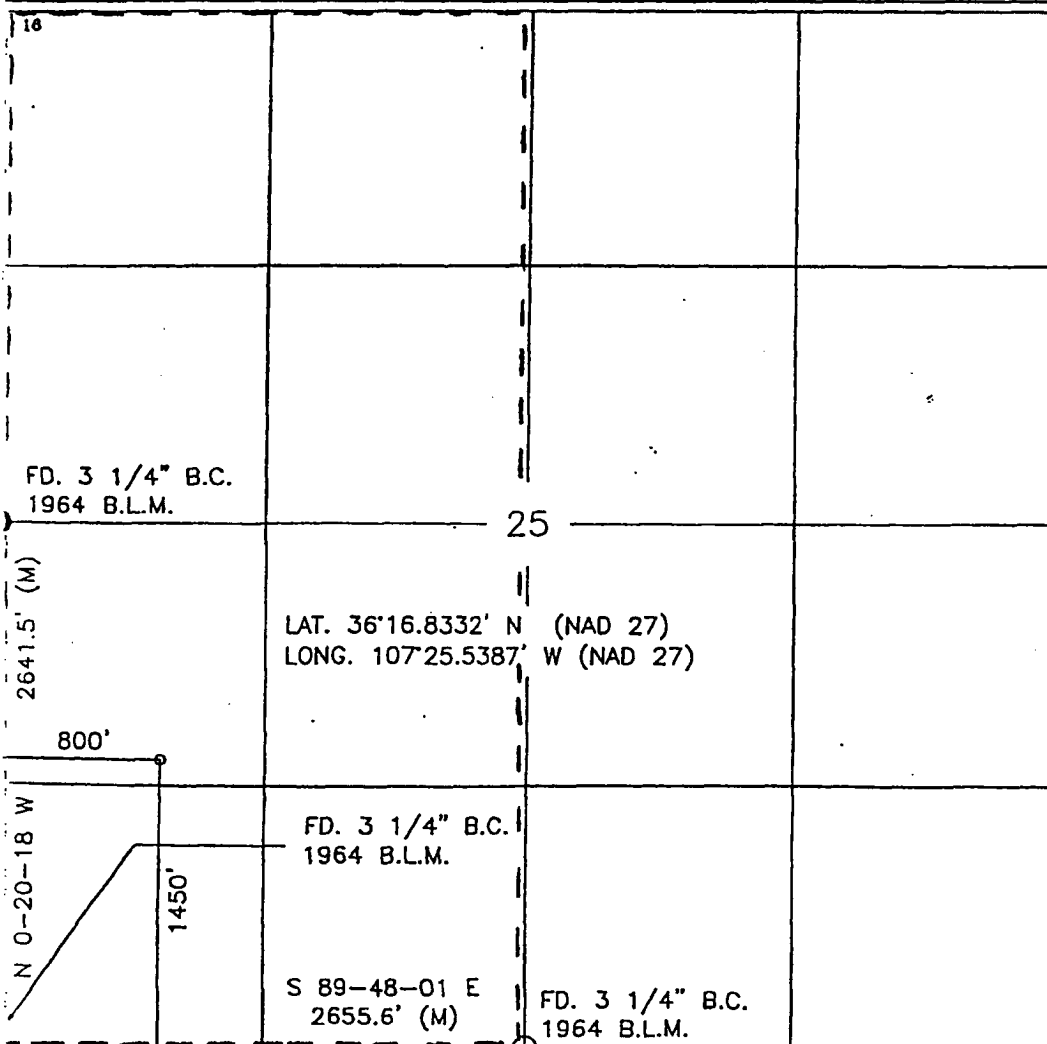 16
FD. 3 1/4" B.C.
1964 B.L.M.
25
2641.5' (M)
LAT. 36°16.8332' N (NAD 27)
LONG. 107°25.5387' W (NAD 27)
800'
N 0-20-18 W
FD. 3 1/4" B.C.
1964 B.L.M.
1450'
S 89-48-01 E
2655.6' (M)
FD. 3 1/4" B.C.
1964 B.L.M.